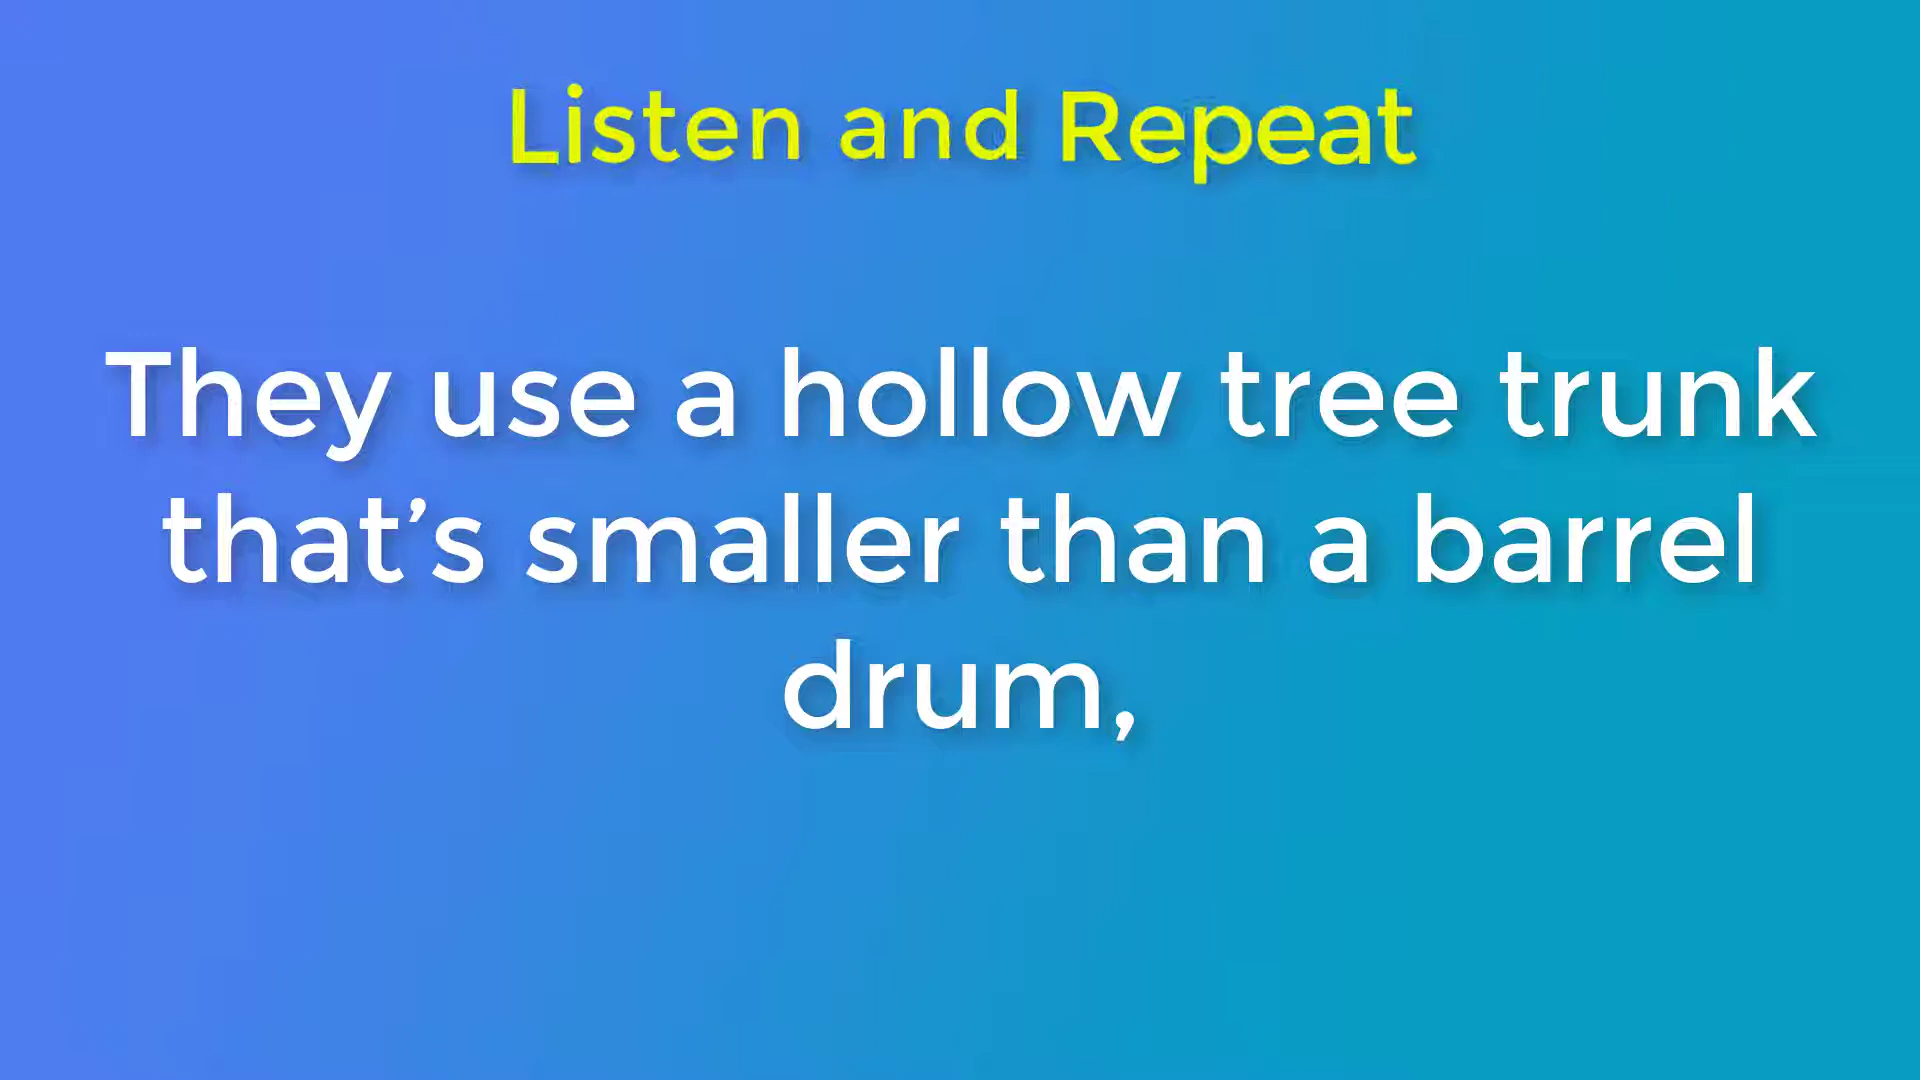 Listen and Repeat
They use a hollow tree trunk
that’s smaller than a barrel
drum,